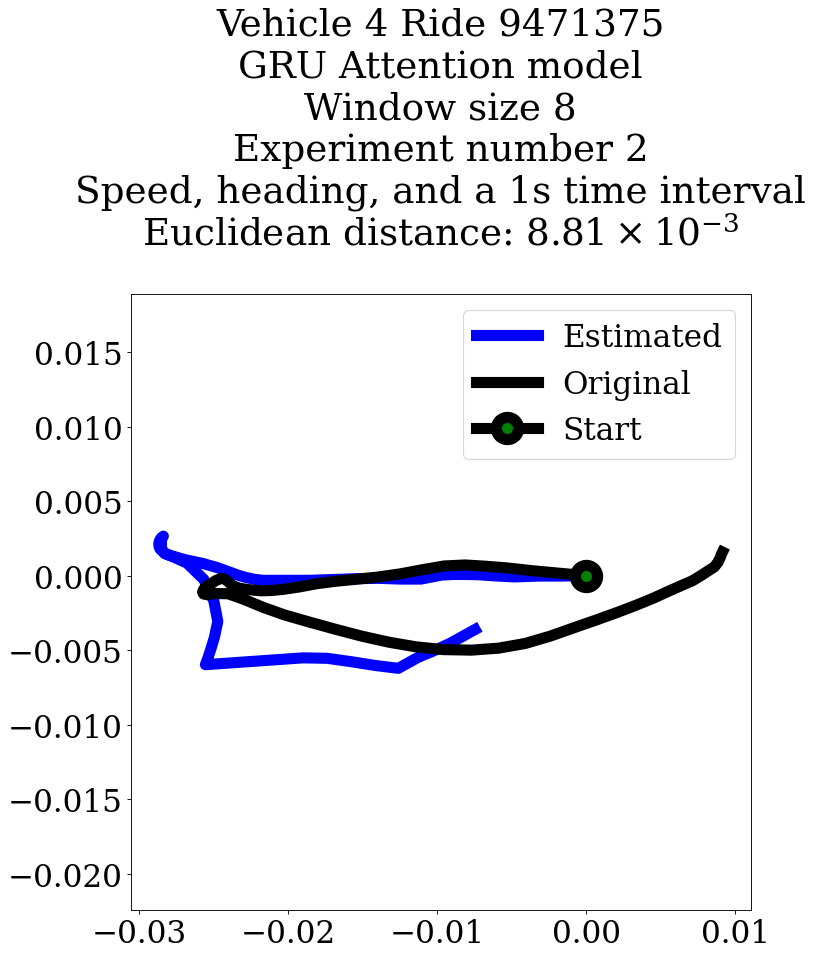 Vehicle 4 Ride 9471375
GRU Attention model
Window size 8
Experiment number 2
Speed, heading, and a 1s time interval
Euclidean distance: 8.81 × 10⁻³
Estimated
Original
Start
0.015
0.010
0.005
0.000
−0.005
−0.010
−0.015
−0.020
−0.03 −0.02 −0.01 0.00 0.01